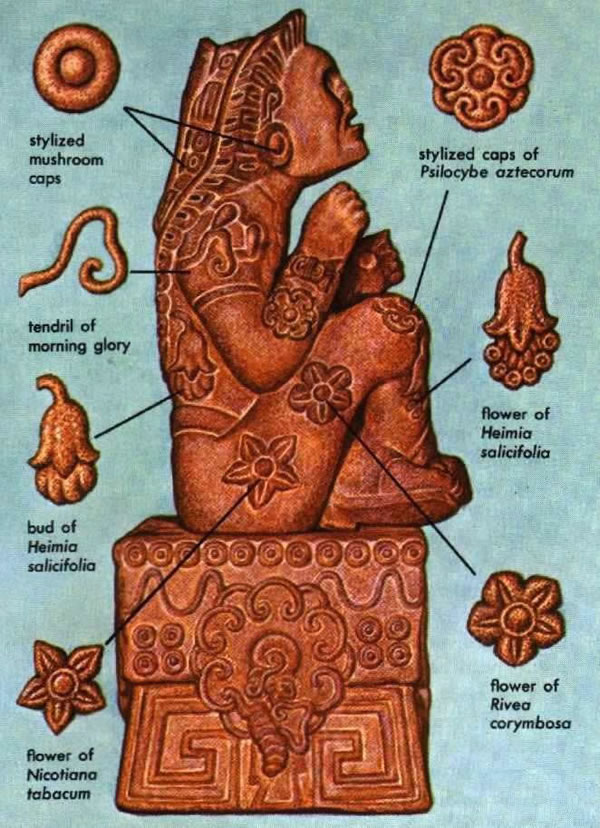 stylized
mushroom
caps
stylized caps of
Psilocybe aztecorum
tendril of
morning glory
flower of
Heimia
salicifolia
bud of
Heimia
salicifolia
flower of
Rivea
corymbosa
flower of
Nicotiana
tabacum